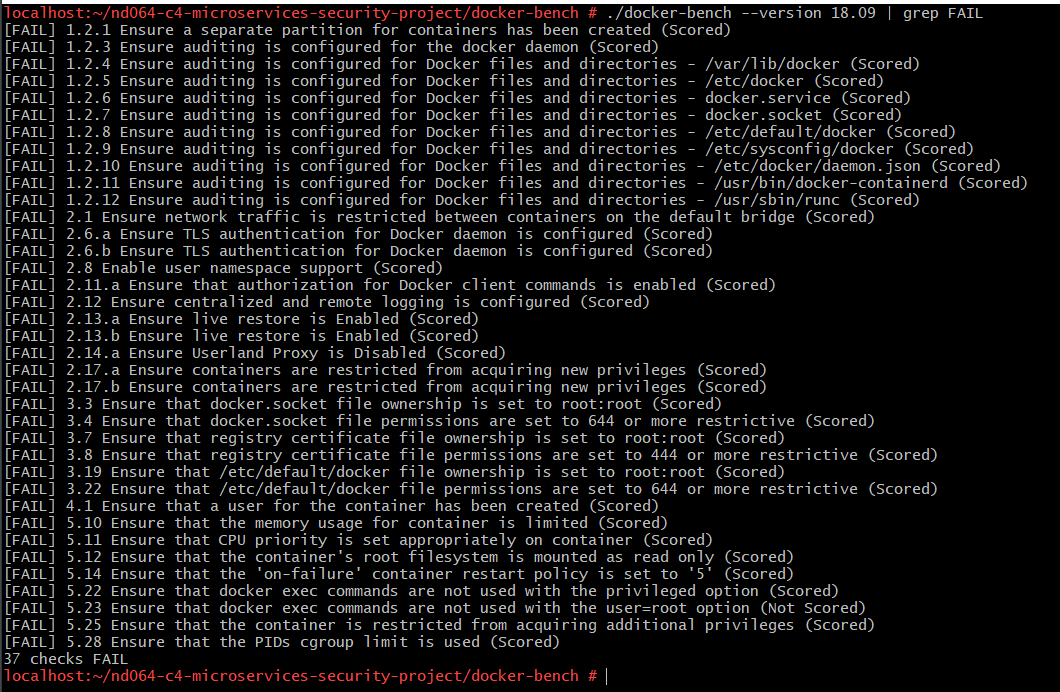 localhost:~/nd064-c4-microservices-security-project/docker-bench # ./docker-bench --version 18.09 | grep FAIL
[FAIL] 1.2.1 Ensure a separate partition for containers has been created (Scored)
[FAIL] 1.2.3 Ensure auditing is configured for the docker daemon (Scored)
[FAIL] 1.2.4 Ensure auditing is configured for Docker files and directories - /var/lib/docker (Scored)
[FAIL] 1.2.5 Ensure auditing is configured for Docker files and directories - /etc/docker (Scored)
[FAIL] 1.2.6 Ensure auditing is configured for Docker files and directories - docker.service (Scored)
[FAIL] 1.2.7 Ensure auditing is configured for Docker files and directories - docker.socket (Scored)
[FAIL] 1.2.8 Ensure auditing is configured for Docker files and directories - /etc/default/docker (Scored)
[FAIL] 1.2.9 Ensure auditing is configured for Docker files and directories - /etc/sysconfig/docker (Scored)
[FAIL] 1.2.10 Ensure auditing is configured for Docker files and directories - /etc/docker/daemon.json (Scored)
[FAIL] 1.2.11 Ensure auditing is configured for Docker files and directories - /usr/bin/docker-containerd (Scored)
[FAIL] 1.2.12 Ensure auditing is configured for Docker files and directories - /usr/sbin/runc (Scored)
[FAIL] 2.1 Ensure network traffic is restricted between containers on the default bridge (Scored)
[FAIL] 2.6.a Ensure TLS authentication for Docker daemon is configured (Scored)
[FAIL] 2.6.b Ensure TLS authentication for Docker daemon is configured (Scored)
[FAIL] 2.8 Enable user namespace support (Scored)
[FAIL] 2.11.a Ensure that authorization for Docker client commands is enabled (Scored)
[FAIL] 2.12 Ensure centralized and remote logging is configured (Scored)
[FAIL] 2.13.a Ensure live restore is Enabled (Scored)
[FAIL] 2.13.b Ensure live restore is Enabled (Scored)
[FAIL] 2.14.a Ensure Userland Proxy is Disabled (Scored)
[FAIL] 2.17.a Ensure containers are restricted from acquiring new privileges (Scored)
[FAIL] 2.17.b Ensure containers are restricted from acquiring new privileges (Scored)
[FAIL] 3.3 Ensure that docker.socket file ownership is set to root:root (Scored)
[FAIL] 3.4 Ensure that docker.socket file permissions are set to 644 or more restrictive (Scored)
[FAIL] 3.7 Ensure that registry certificate file ownership is set to root:root (Scored)
[FAIL] 3.8 Ensure that registry certificate file permissions are set to 444 or more restrictive (Scored)
[FAIL] 3.19 Ensure that /etc/default/docker file ownership is set to root:root (Scored)
[FAIL] 3.22 Ensure that /etc/default/docker file permissions are set to 644 or more restrictive (Scored)
[FAIL] 4.1 Ensure that a user for the container has been created (Scored)
[FAIL] 5.10 Ensure that the memory usage for container is limited (Scored)
[FAIL] 5.11 Ensure that CPU priority is set appropriately on container (Scored)
[FAIL] 5.12 Ensure that the container's root filesystem is mounted as read only (Scored)
[FAIL] 5.14 Ensure that the 'on-failure' container restart policy is set to '5' (Scored)
[FAIL] 5.22 Ensure that docker exec commands are not used with the privileged option (Scored)
[FAIL] 5.23 Ensure that docker exec commands are not used with the user=root option (Not Scored)
[FAIL] 5.25 Ensure that the container is restricted from acquiring additional privileges (Scored)
[FAIL] 5.28 Ensure that the PIDs cgroup limit is used (Scored)
37 checks FAIL
localhost:~/nd064-c4-microservices-security-project/docker-bench #